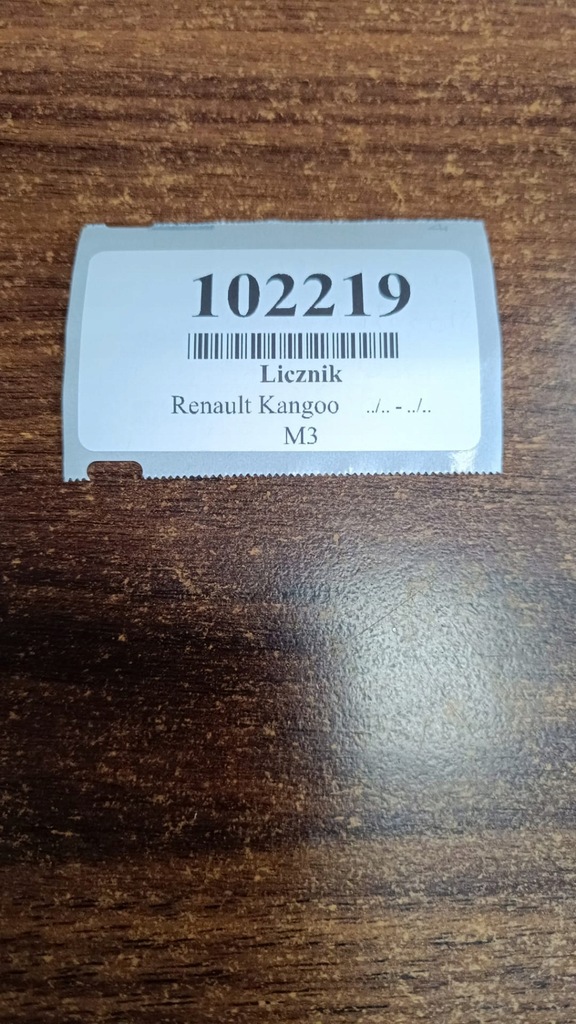 102219
Licznik
Renault Kangoo ../.. - ../..
M3